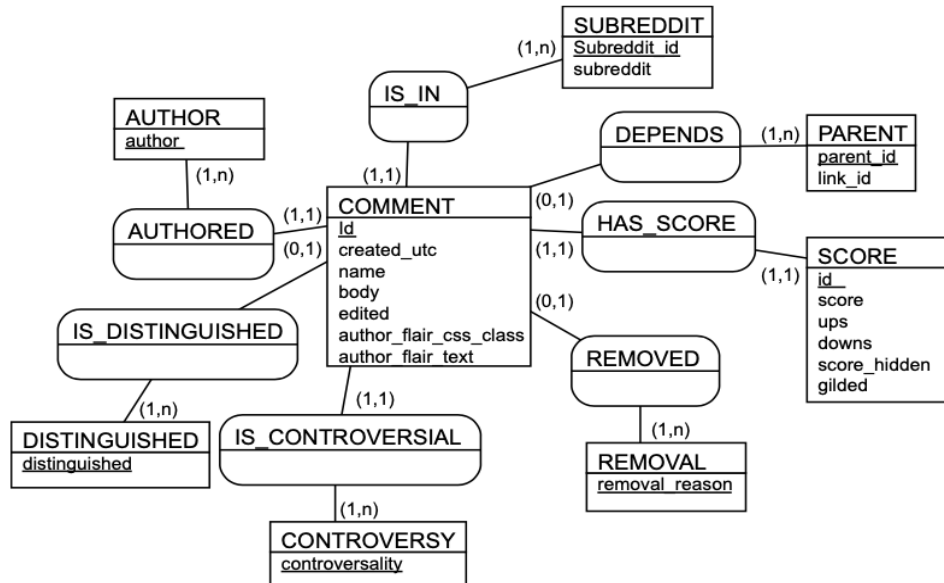 SUBREDDIT
Subreddit_id
subreddit
(1,n)
IS_IN
(1,1)
AUTHOR
author
(1,n)
AUTHORED
(1,1)
DEPENDS
(1,n)
(0,1)
PARENT
parent_id
link_id
COMMENT
Id
created_utc
name
body
edited
author_flair_css_class
author_flair_text
HAS_SCORE
(1,1)
(1,1)
SCORE
id
score
ups
downs
score_hidden
gilded
(0,1)
IS_DISTINGUISHED
(1,n)
DISTINGUISHED
distinguished
(0,1)
REMOVED
(1,n)
REMOVAL
removal_reason
(1,1)
IS_CONTROVERSIAL
(1,n)
CONTROVERSY
controversality